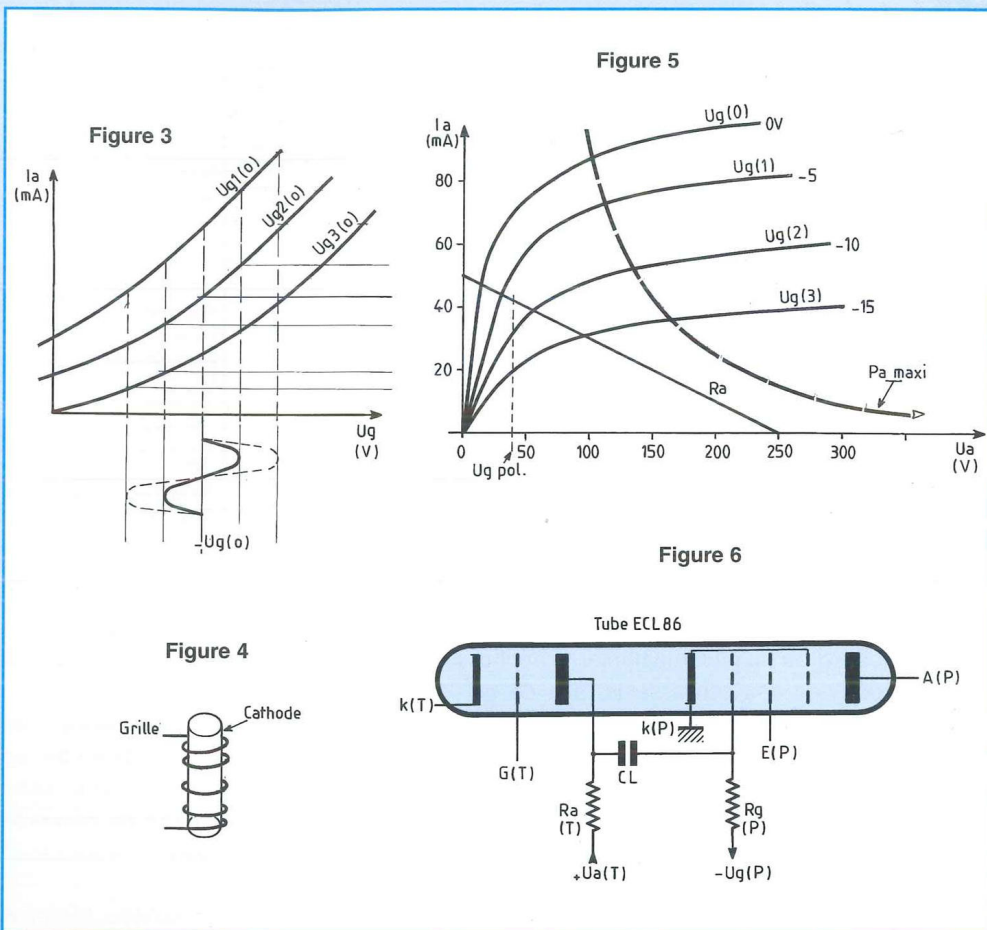 Figure 3
Ia
(mA)
Ug1(o)
Ug2(o)
Ug3(o)
Ug
(V)
-Ug(o)
Figure 5
Ia
(mA)
80
60
40
20
0
50
100
150
200
250
300
Ua
(V)
Ug(0)
0V
Ug(1)
-5
Ug(2)
-10
Ug(3)
-15
Ra
Pa maxi
Ug pol.
Figure 4
Grille
Cathode
Figure 6
Tube ECL86
k(T)
G(T)
Ra
(T)
+Ua(T)
CL
k(P)
E(P)
A(P)
Rg
(P)
-Ug(P)